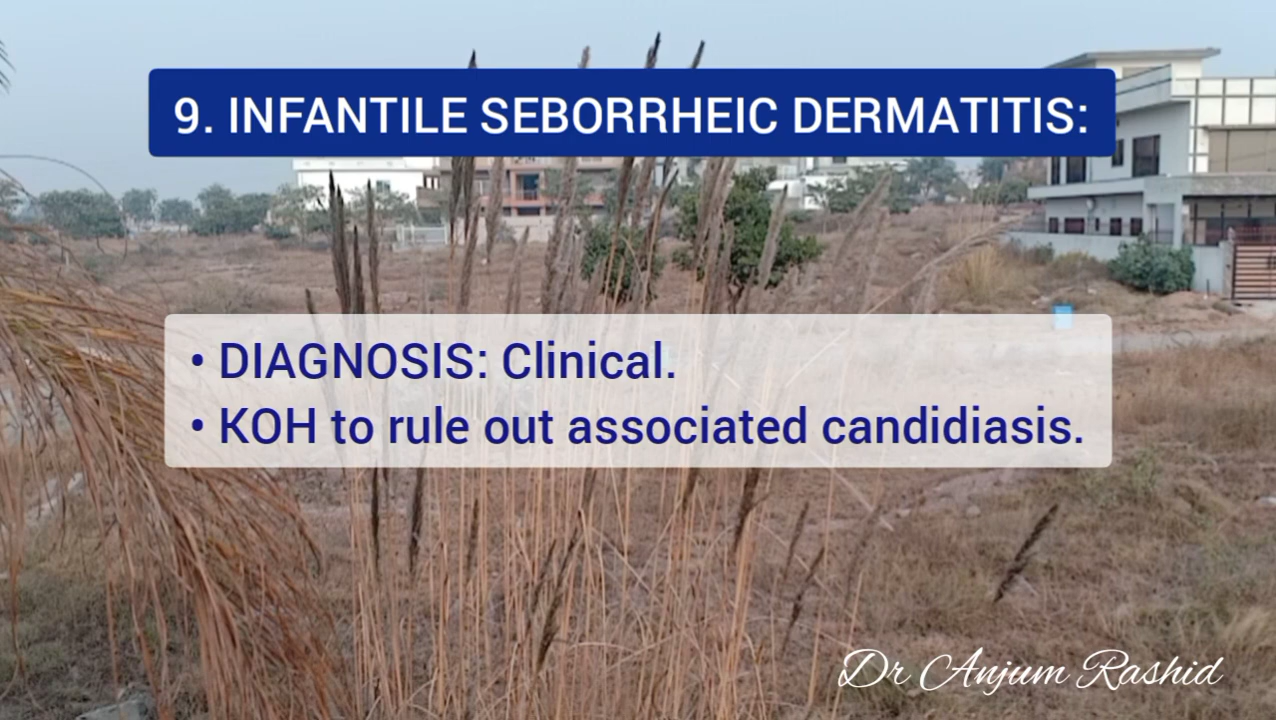 9. INFANTILE SEBORRHEIC DERMATITIS:
• DIAGNOSIS: Clinical.
• KOH to rule out associated candidiasis.
Dr Anjum Rashid